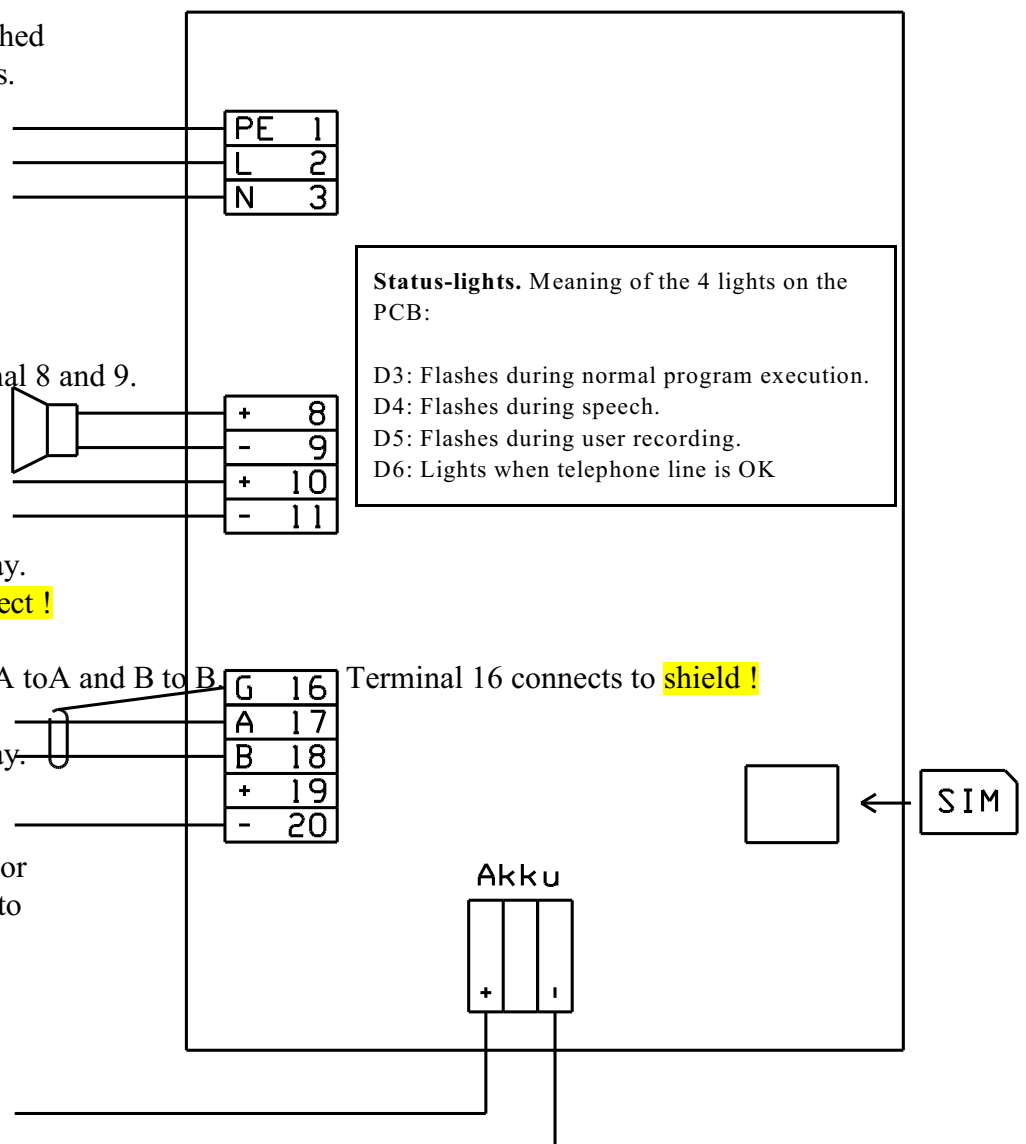 hed
s.
PE 1
L 2
N 3
Status-lights. Meaning of the 4 lights on the
PCB:
D3: Flashes during normal program execution.
D4: Flashes during speech.
D5: Flashes during user recording.
D6: Lights when telephone line is OK
nal 8 and 9.
+ 8
- 9
+ 10
- 11
ay.
ect !
A toA and B to B. Terminal 16 connects to shield !
G 16
A 17
B 18
ay.
+ 19
- 20
SIM
or
to
Akku
+ -